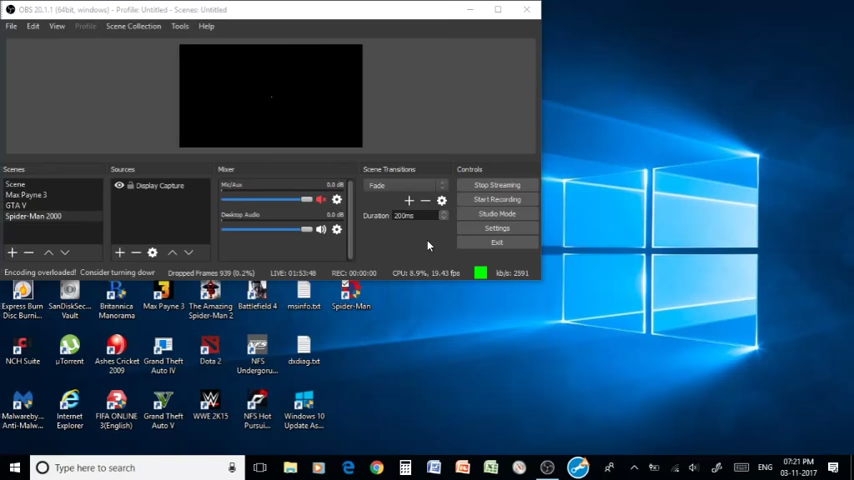 OBS 20.1.1 (64bit, windows) - Profile: Untitled - Scenes: Untitled
File Edit View Profile Scene Collection Tools Help
Scenes Sources Mixer Scene Transitions Controls
Scene
Max Payne 3
GTA V
Spider-Man 2000
Display Capture
Mic/Aux 0.0 dB
Desktop Audio 0.0 dB
Fade
Duration 200ms
Stop Streaming
Start Recording
Studio Mode
Settings
Exit
Encoding overloaded! Consider turning down Dropped Frames 939 (0.2%) LIVE: 01:53:48 REC: 00:00:00 CPU: 8.9%, 19.43 fps kb/s: 2591
Express Burn Disc Burni... SanDiskSec... Vault Britannica Manorama Max Payne 3 The Amazing Spider-Man 2 Battlefield 4 msinfo.txt Spider-Man
NCH Suite µTorrent Ashes Cricket 2009 Grand Theft Auto IV Dota 2 NFS Undergrou... dxdiag.txt
Malwareby... Anti-Malw... Internet Explorer FIFA ONLINE 3(English) Grand Theft Auto V WWE 2K15 NFS Hot Pursui... Windows 10 Update As...
Type here to search
ENG
07:21 PM
03-11-2017